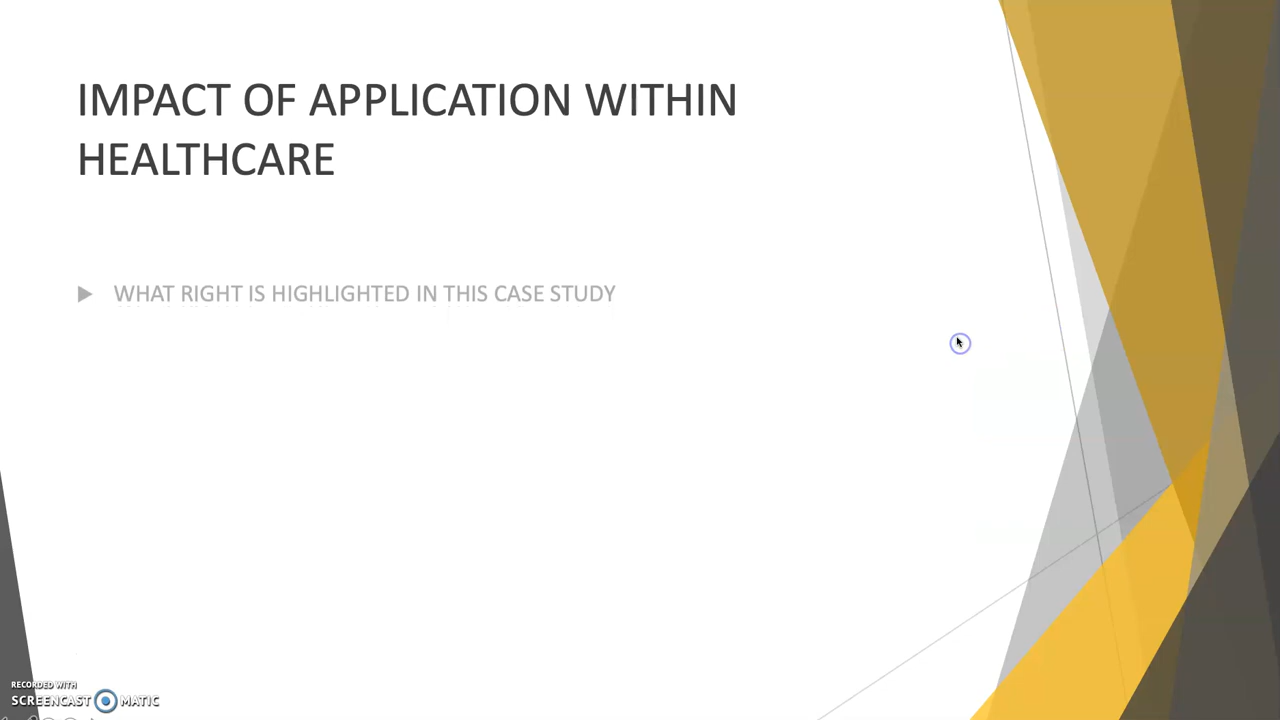 IMPACT OF APPLICATION WITHIN
HEALTHCARE
WHAT RIGHT IS HIGHLIGHTED IN THIS CASE STUDY
RECORDED WITH
SCREENCAST MATIC